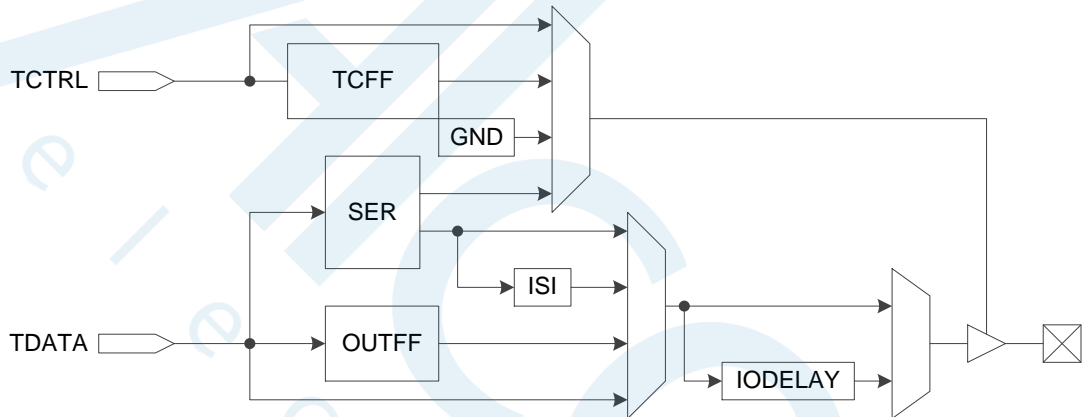 TCTRL
TCFF
GND
SER
ISI
TDATA
OUTFF
IODELAY